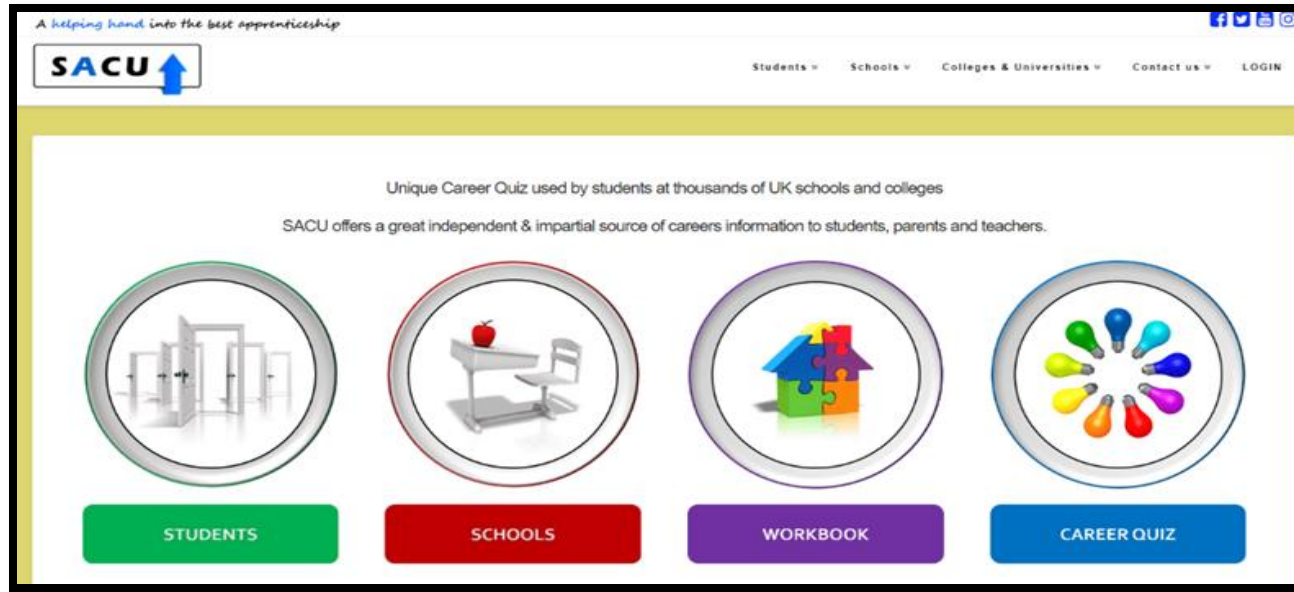 A helping hand into the best apprenticeship
SACU
Students
Schools
Colleges & Universities
Contact us
LOGIN
Unique Career Quiz used by students at thousands of UK schools and colleges
SACU offers a great independent & impartial source of careers information to students, parents and teachers.
STUDENTS
SCHOOLS
WORKBOOK
CAREER QUIZ